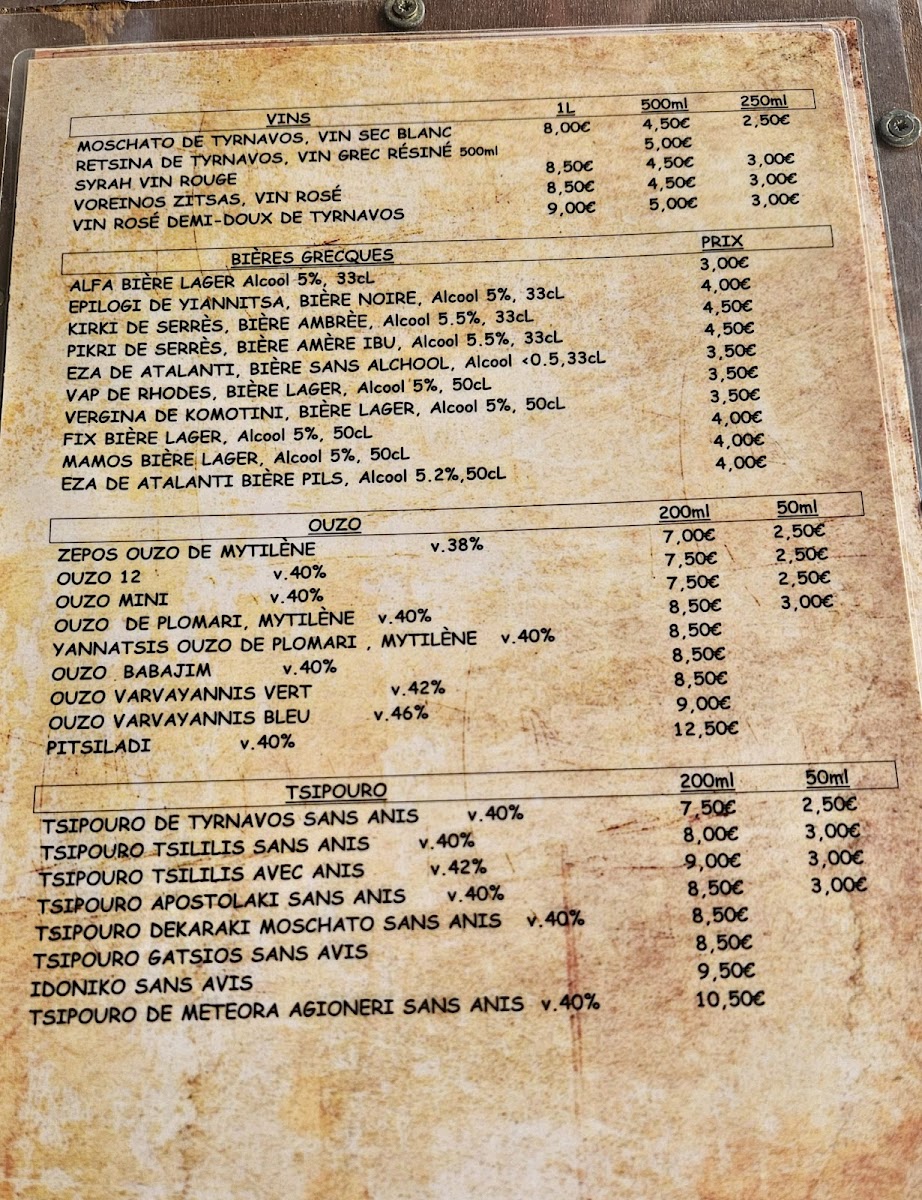 VINS 1L 500ml 250ml
MOSCHATO DE TYRNAVOS, VIN SEC BLANC 8,00€ 4,50€ 2,50€
RETSINA DE TYRNAVOS, VIN GREC RÉSINÉ 500ml 5,00€
SYRAH VIN ROUGE 8,50€ 4,50€ 3,00€
VOREINOS ZITSAS, VIN ROSÉ 8,50€ 4,50€ 3,00€
VIN ROSÉ DEMI-DOUX DE TYRNAVOS 9,00€ 5,00€ 3,00€
BIÈRES GRECQUES PRIX
ALFA BIÈRE LAGER Alcool 5%, 33cL 3,00€
EPILOGI DE YIANNITSA, BIÈRE NOIRE, Alcool 5%, 33cL 4,00€
KIRKI DE SERRÈS, BIÈRE AMBRÈE, Alcool 5.5%, 33cL 4,50€
PIKRI DE SERRÈS, BIÈRE AMÈRE IBU, Alcool 5.5%, 33cL 4,50€
EZA DE ATALANTI, BIÈRE SANS ALCHOOL, Alcool <0.5,33cL 3,50€
VAP DE RHODES, BIÈRE LAGER, Alcool 5%, 50cL 3,50€
VERGINA DE KOMOTINI, BIÈRE LAGER, Alcool 5%, 50cL 3,50€
FIX BIÈRE LAGER, Alcool 5%, 50cL 4,00€
MAMOS BIÈRE LAGER, Alcool 5%, 50cL 4,00€
EZA DE ATALANTI BIÈRE PILS, Alcool 5.2%,50cL 4,00€
OUZO 200ml 50ml
ZEPOS OUZO DE MYTILÈNE v.38% 7,00€ 2,50€
OUZO 12 v.40% 7,50€ 2,50€
OUZO MINI v.40% 7,50€ 2,50€
OUZO DE PLOMARI, MYTILÈNE v.40% 8,50€ 3,00€
YANNATSIS OUZO DE PLOMARI , MYTILÈNE v.40% 8,50€
OUZO BABAJIM v.40% 8,50€
OUZO VARVAYANNIS VERT v.42% 8,50€
OUZO VARVAYANNIS BLEU v.46% 9,00€
PITSILADI v.40% 12,50€
TSIPOURO 200ml 50ml
TSIPOURO DE TYRNAVOS SANS ANIS v.40% 7,50€ 2,50€
TSIPOURO TSILILIS SANS ANIS v.40% 8,00€ 3,00€
TSIPOURO TSILILIS AVEC ANIS v.42% 9,00€ 3,00€
TSIPOURO APOSTOLAKI SANS ANIS v.40% 8,50€ 3,00€
TSIPOURO DEKARAKI MOSCHATO SANS ANIS v.40% 8,50€
TSIPOURO GATSIOS SANS AVIS 8,50€
IDONIKO SANS AVIS 9,50€
TSIPOURO DE METEORA AGIONERI SANS ANIS v.40% 10,50€